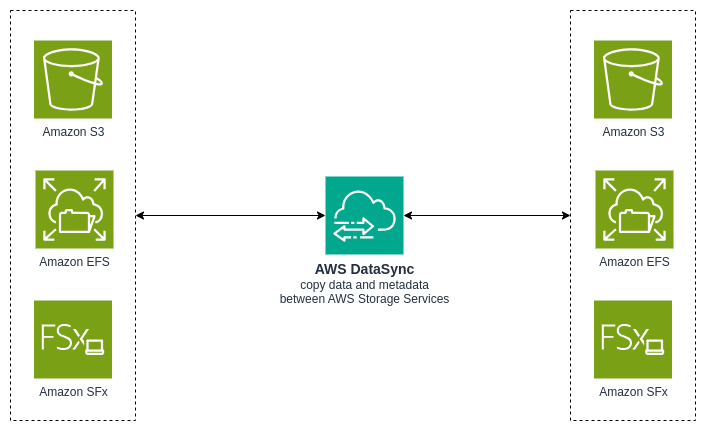 Amazon S3
Amazon EFS
FSx
Amazon SFx
AWS DataSync
copy data and metadata
between AWS Storage Services
Amazon S3
Amazon EFS
FSx
Amazon SFx